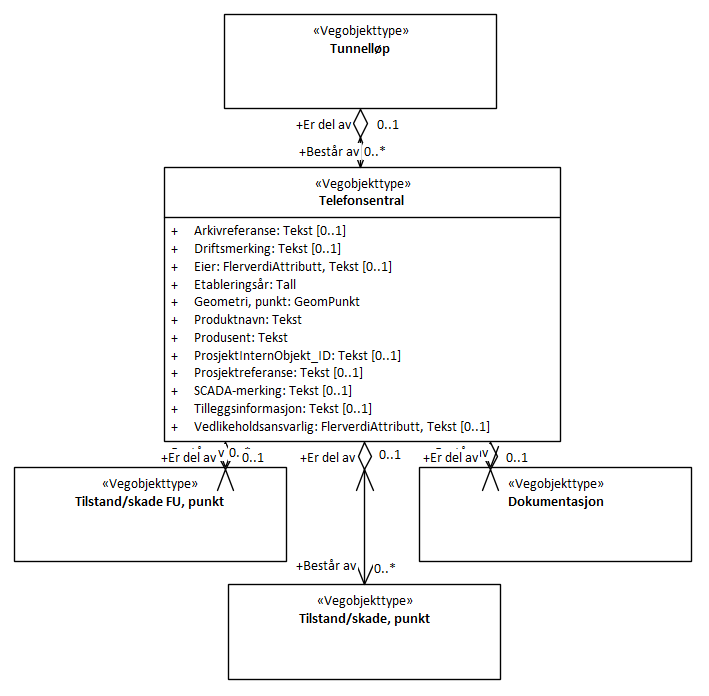 «Vegobjekttype»
Tunnelløp
+Er del av 0..1
+Består av 0..*
«Vegobjekttype»
Telefonsentral
+ Arkivreferanse: Tekst [0..1]
+ Driftsmerking: Tekst [0..1]
+ Eier: FlerverdiAttributt, Tekst [0..1]
+ Etableringsår: Tall
+ Geometri, punkt: GeomPunkt
+ Produktnavn: Tekst
+ Produsent: Tekst
+ ProsjektInternObjekt_ID: Tekst [0..1]
+ Prosjektreferanse: Tekst [0..1]
+ SCADA-merking: Tekst [0..1]
+ Tilleggsinformasjon: Tekst [0..1]
+ Vedlikeholdsansvarlig: FlerverdiAttributt, Tekst [0..1]
+Er del av 0..1 +Er del av 0..1 +Er del av 0..1
«Vegobjekttype»
Tilstand/skade FU, punkt
«Vegobjekttype»
Dokumentasjon
+Består av 0..*
«Vegobjekttype»
Tilstand/skade, punkt